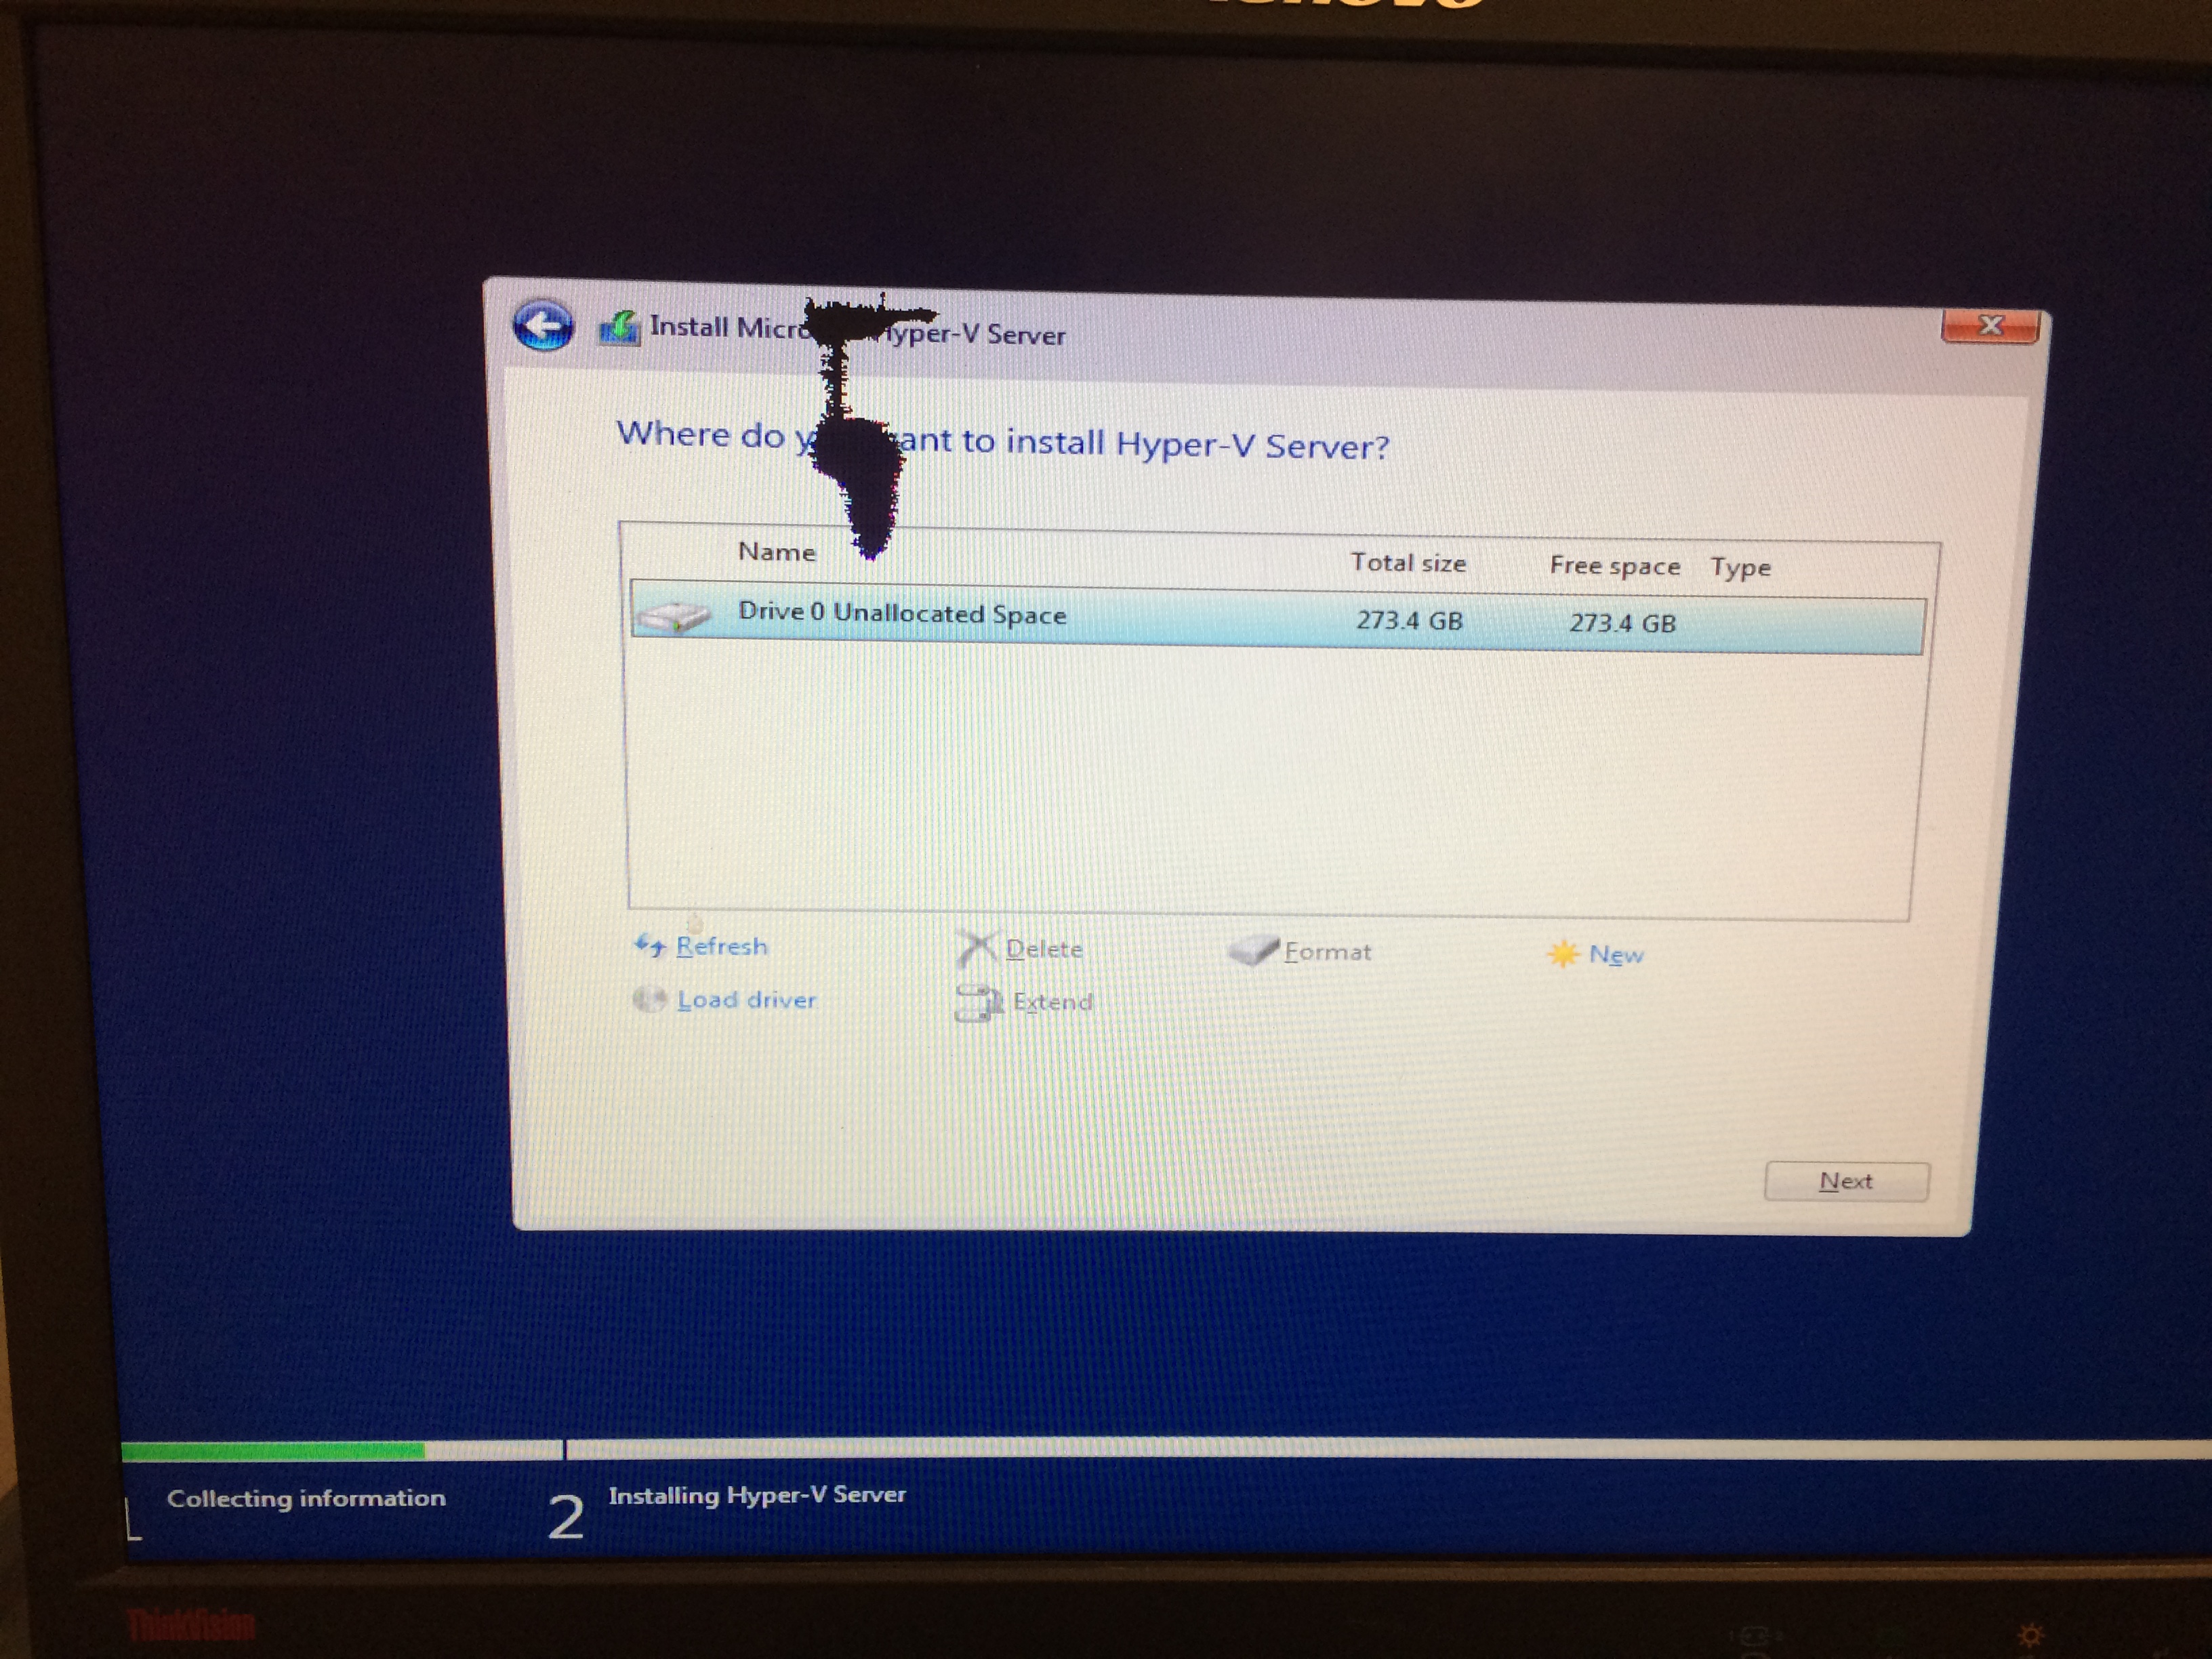 Install Micro Hyper-V Server
Where do y ant to install Hyper-V Server?
Name Total size Free space Type
Drive 0 Unallocated Space 273.4 GB 273.4 GB
Refresh Delete Format New
Load driver Extend
Next
Collecting information
2 Installing Hyper-V Server
ThinkVision